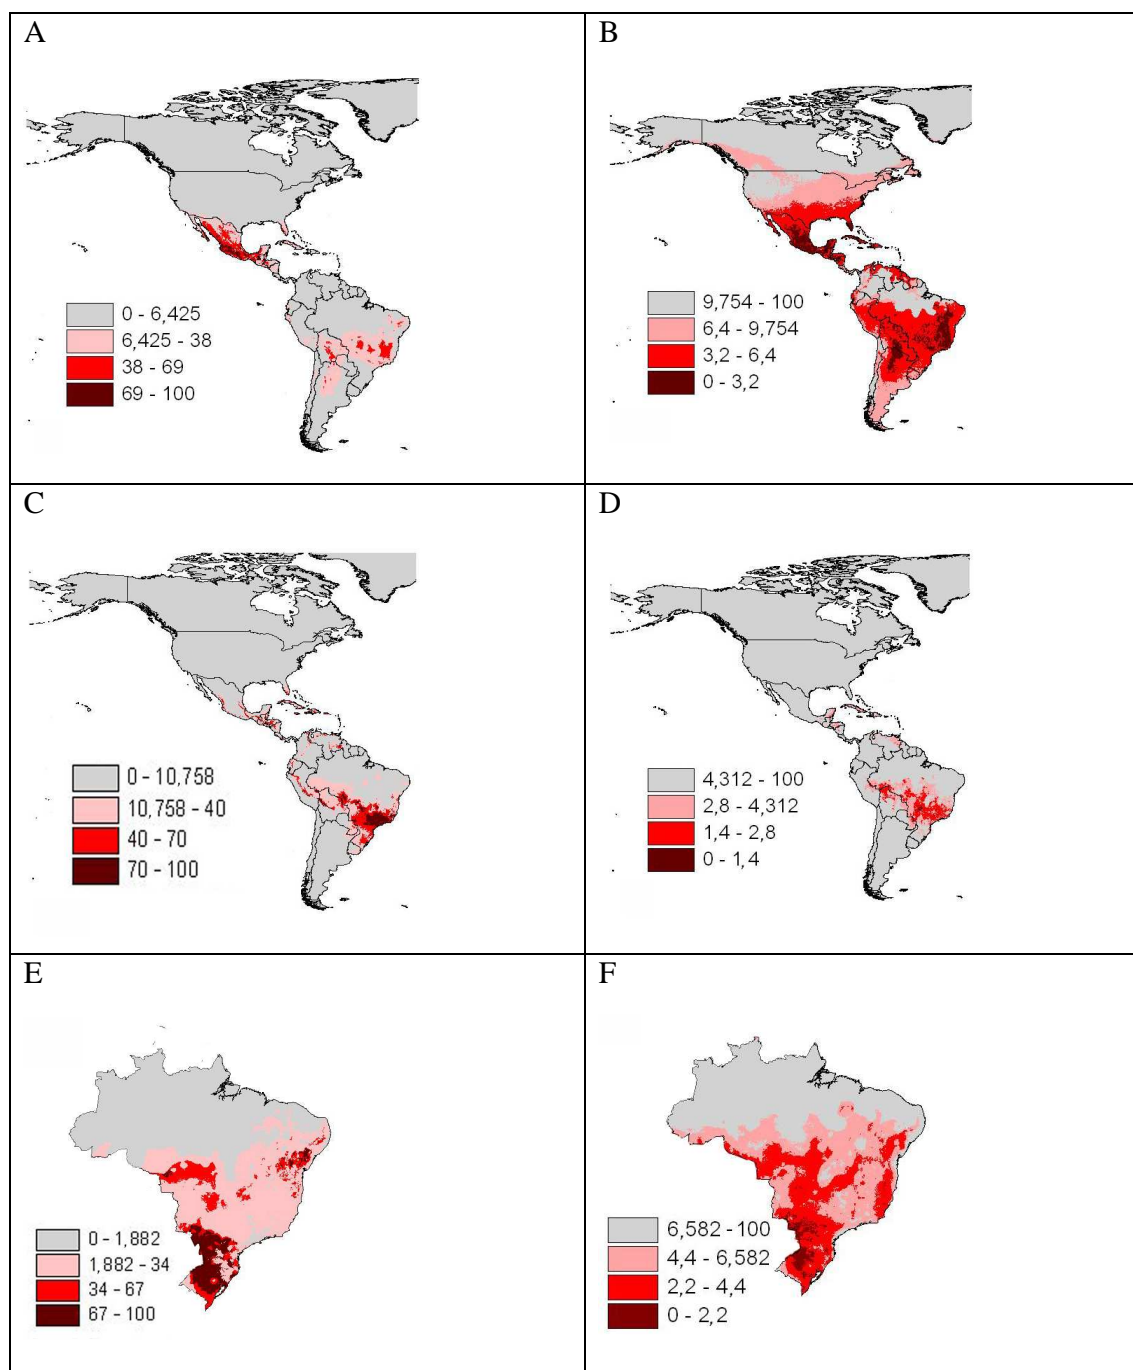 A
0 - 6,425
6,425 - 38
38 - 69
69 - 100
B
9,754 - 100
6,4 - 9,754
3,2 - 6,4
0 - 3,2
C
0 - 10,758
10,758 - 40
40 - 70
70 - 100
D
4,312 - 100
2,8 - 4,312
1,4 - 2,8
0 - 1,4
E
0 - 1,882
1,882 - 34
34 - 67
67 - 100
F
6,582 - 100
4,4 - 6,582
2,2 - 4,4
0 - 2,2